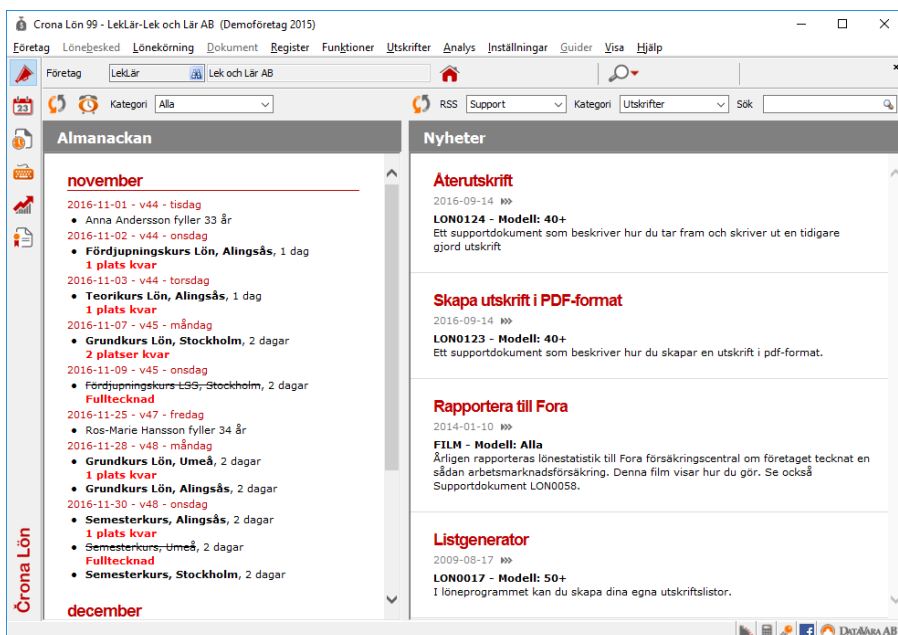 Crona Lön 99 - LekLär-Lek och Lär AB (Demoföretag 2015)
Företag Lönebesked Lönekörning Dokument Register Funktioner Utskrifter Analys Inställningar Guider Visa Hjälp
Företag LekLär Lek och Lär AB
23
Kategori Alla
RSS Support Kategori Utskrifter Sök
Almanackan
november
2016-11-01 - v44 - tisdag
• Anna Andersson fyller 33 år
2016-11-02 - v44 - onsdag
• Fördjupningskurs Lön, Alingsås, 1 dag
1 plats kvar
2016-11-03 - v44 - torsdag
• Teorikurs Lön, Alingsås, 1 dag
1 plats kvar
2016-11-07 - v45 - måndag
• Grundkurs Lön, Stockholm, 2 dagar
2 platser kvar
2016-11-09 - v45 - onsdag
• Fördjupningskurs LSS, Stockholm, 2 dagar
Fulltecknad
2016-11-25 - v47 - fredag
• Ros-Marie Hansson fyller 34 år
2016-11-28 - v48 - måndag
• Grundkurs Lön, Umeå, 2 dagar
1 plats kvar
• Grundkurs Lön, Alingsås, 2 dagar
2016-11-30 - v48 - onsdag
• Semesterkurs, Alingsås, 2 dagar
1 plats kvar
• Semesterkurs, Umeå, 2 dagar
Fulltecknad
• Semesterkurs, Stockholm, 2 dagar
december
Nyheter
Återutskrift
2016-09-14
LON0124 - Modell: 40+
Ett supportdokument som beskriver hur du tar fram och skriver ut en tidigare
gjord utskrift
Skapa utskrift i PDF-format
2016-09-14
LON0123 - Modell: 40+
Ett supportdokument som beskriver hur du skapar en utskrift i pdf-format.
Rapportera till Fora
2014-01-10
FILM - Modell: Alla
Årligen rapporteras lönestatistik till Fora försäkringscentral om företaget tecknat en
sådan arbetsmarknadsförsäkring. Denna film visar hur du gör. Se också
Supportdokument LON0058.
Listgenerator
2009-08-17
LON0017 - Modell: 50+
I löneprogrammet kan du skapa dina egna utskriftslistor.
Crona Lön
DATAVARA AB